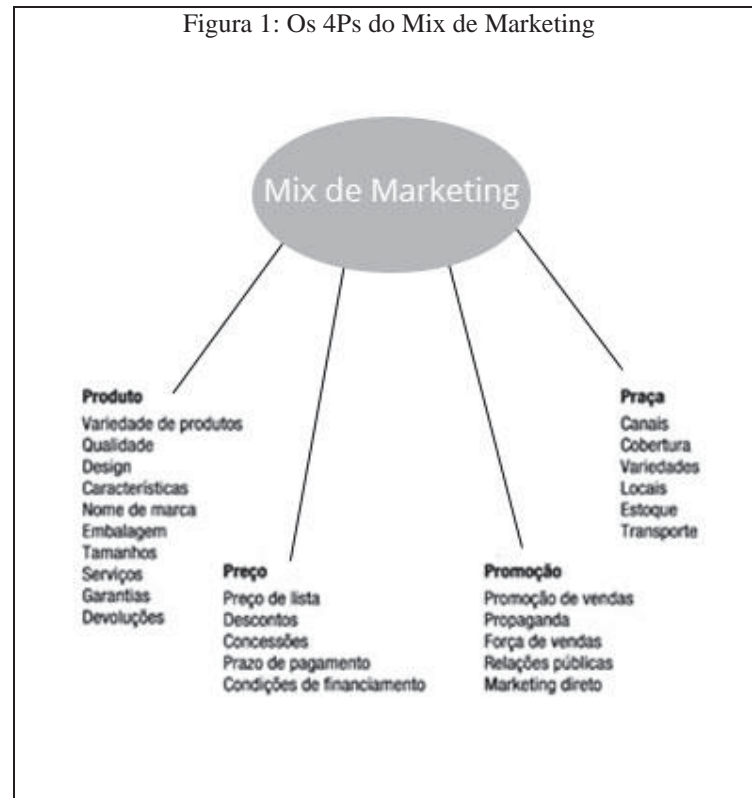 Figura 1: Os 4Ps do Mix de Marketing
Mix de Marketing
Produto
Variedade de produtos
Qualidade
Design
Características
Nome de marca
Embalagem
Tamanhos
Serviços
Garantias
Devoluções
Preço
Preço de lista
Descontos
Concessões
Prazo de pagamento
Condições de financiamento
Promoção
Promoção de vendas
Propaganda
Força de vendas
Relações públicas
Marketing direto
Praça
Canais
Cobertura
Variedades
Locais
Estoque
Transporte